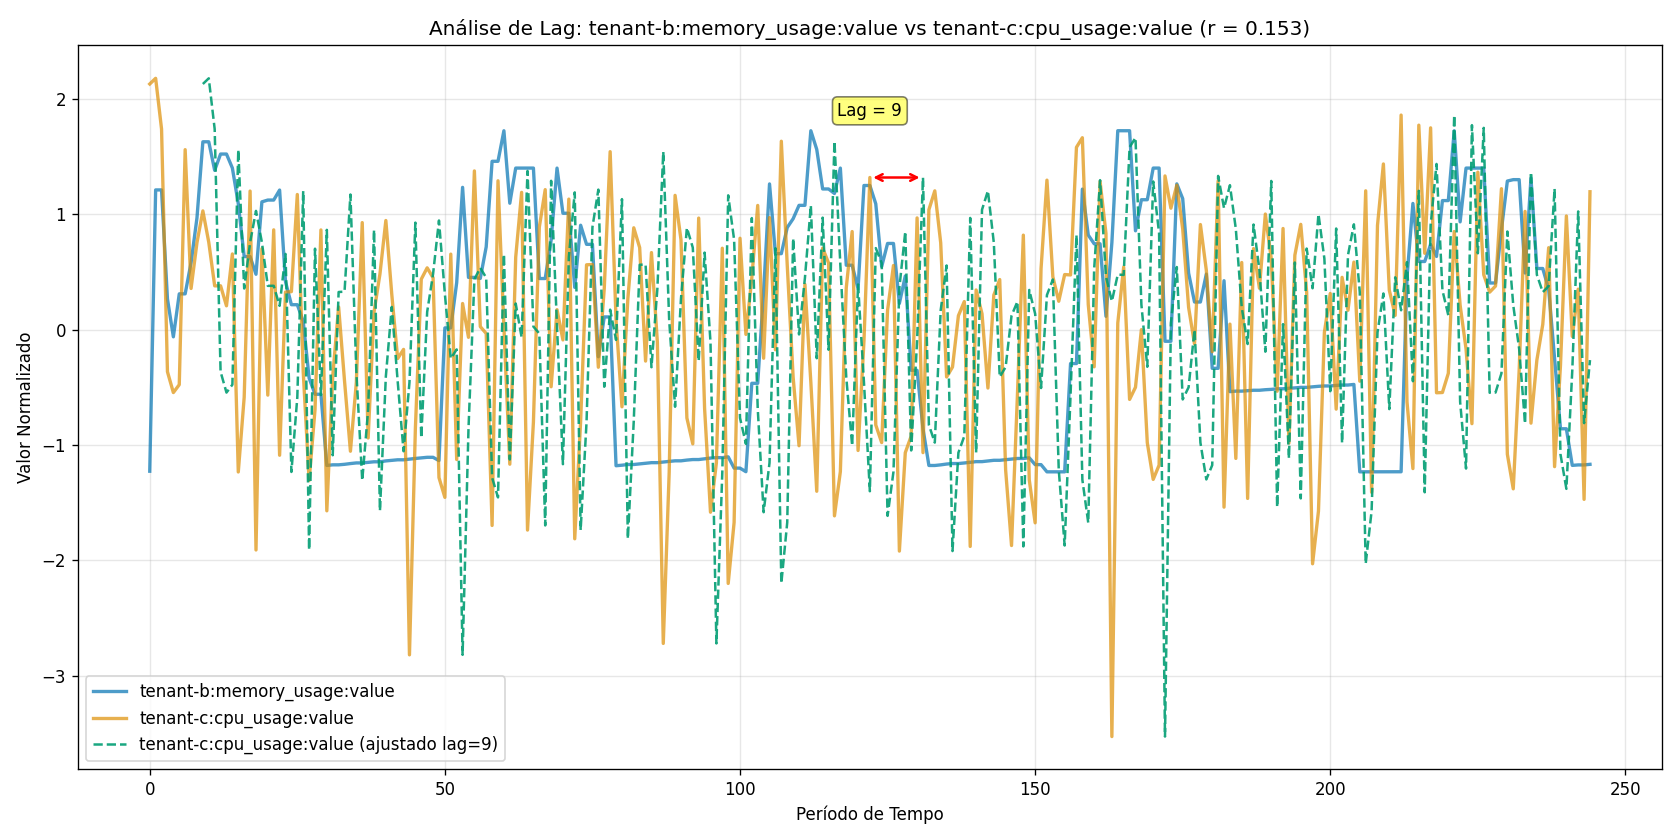 Análise de Lag: tenant-b:memory_usage:value vs tenant-c:cpu_usage:value (r = 0.153)
Lag = 9
Valor Normalizado
2
1
0
−1
−2
−3
tenant-b:memory_usage:value
tenant-c:cpu_usage:value
tenant-c:cpu_usage:value (ajustado lag=9)
0
50
100
150
200
250
Período de Tempo